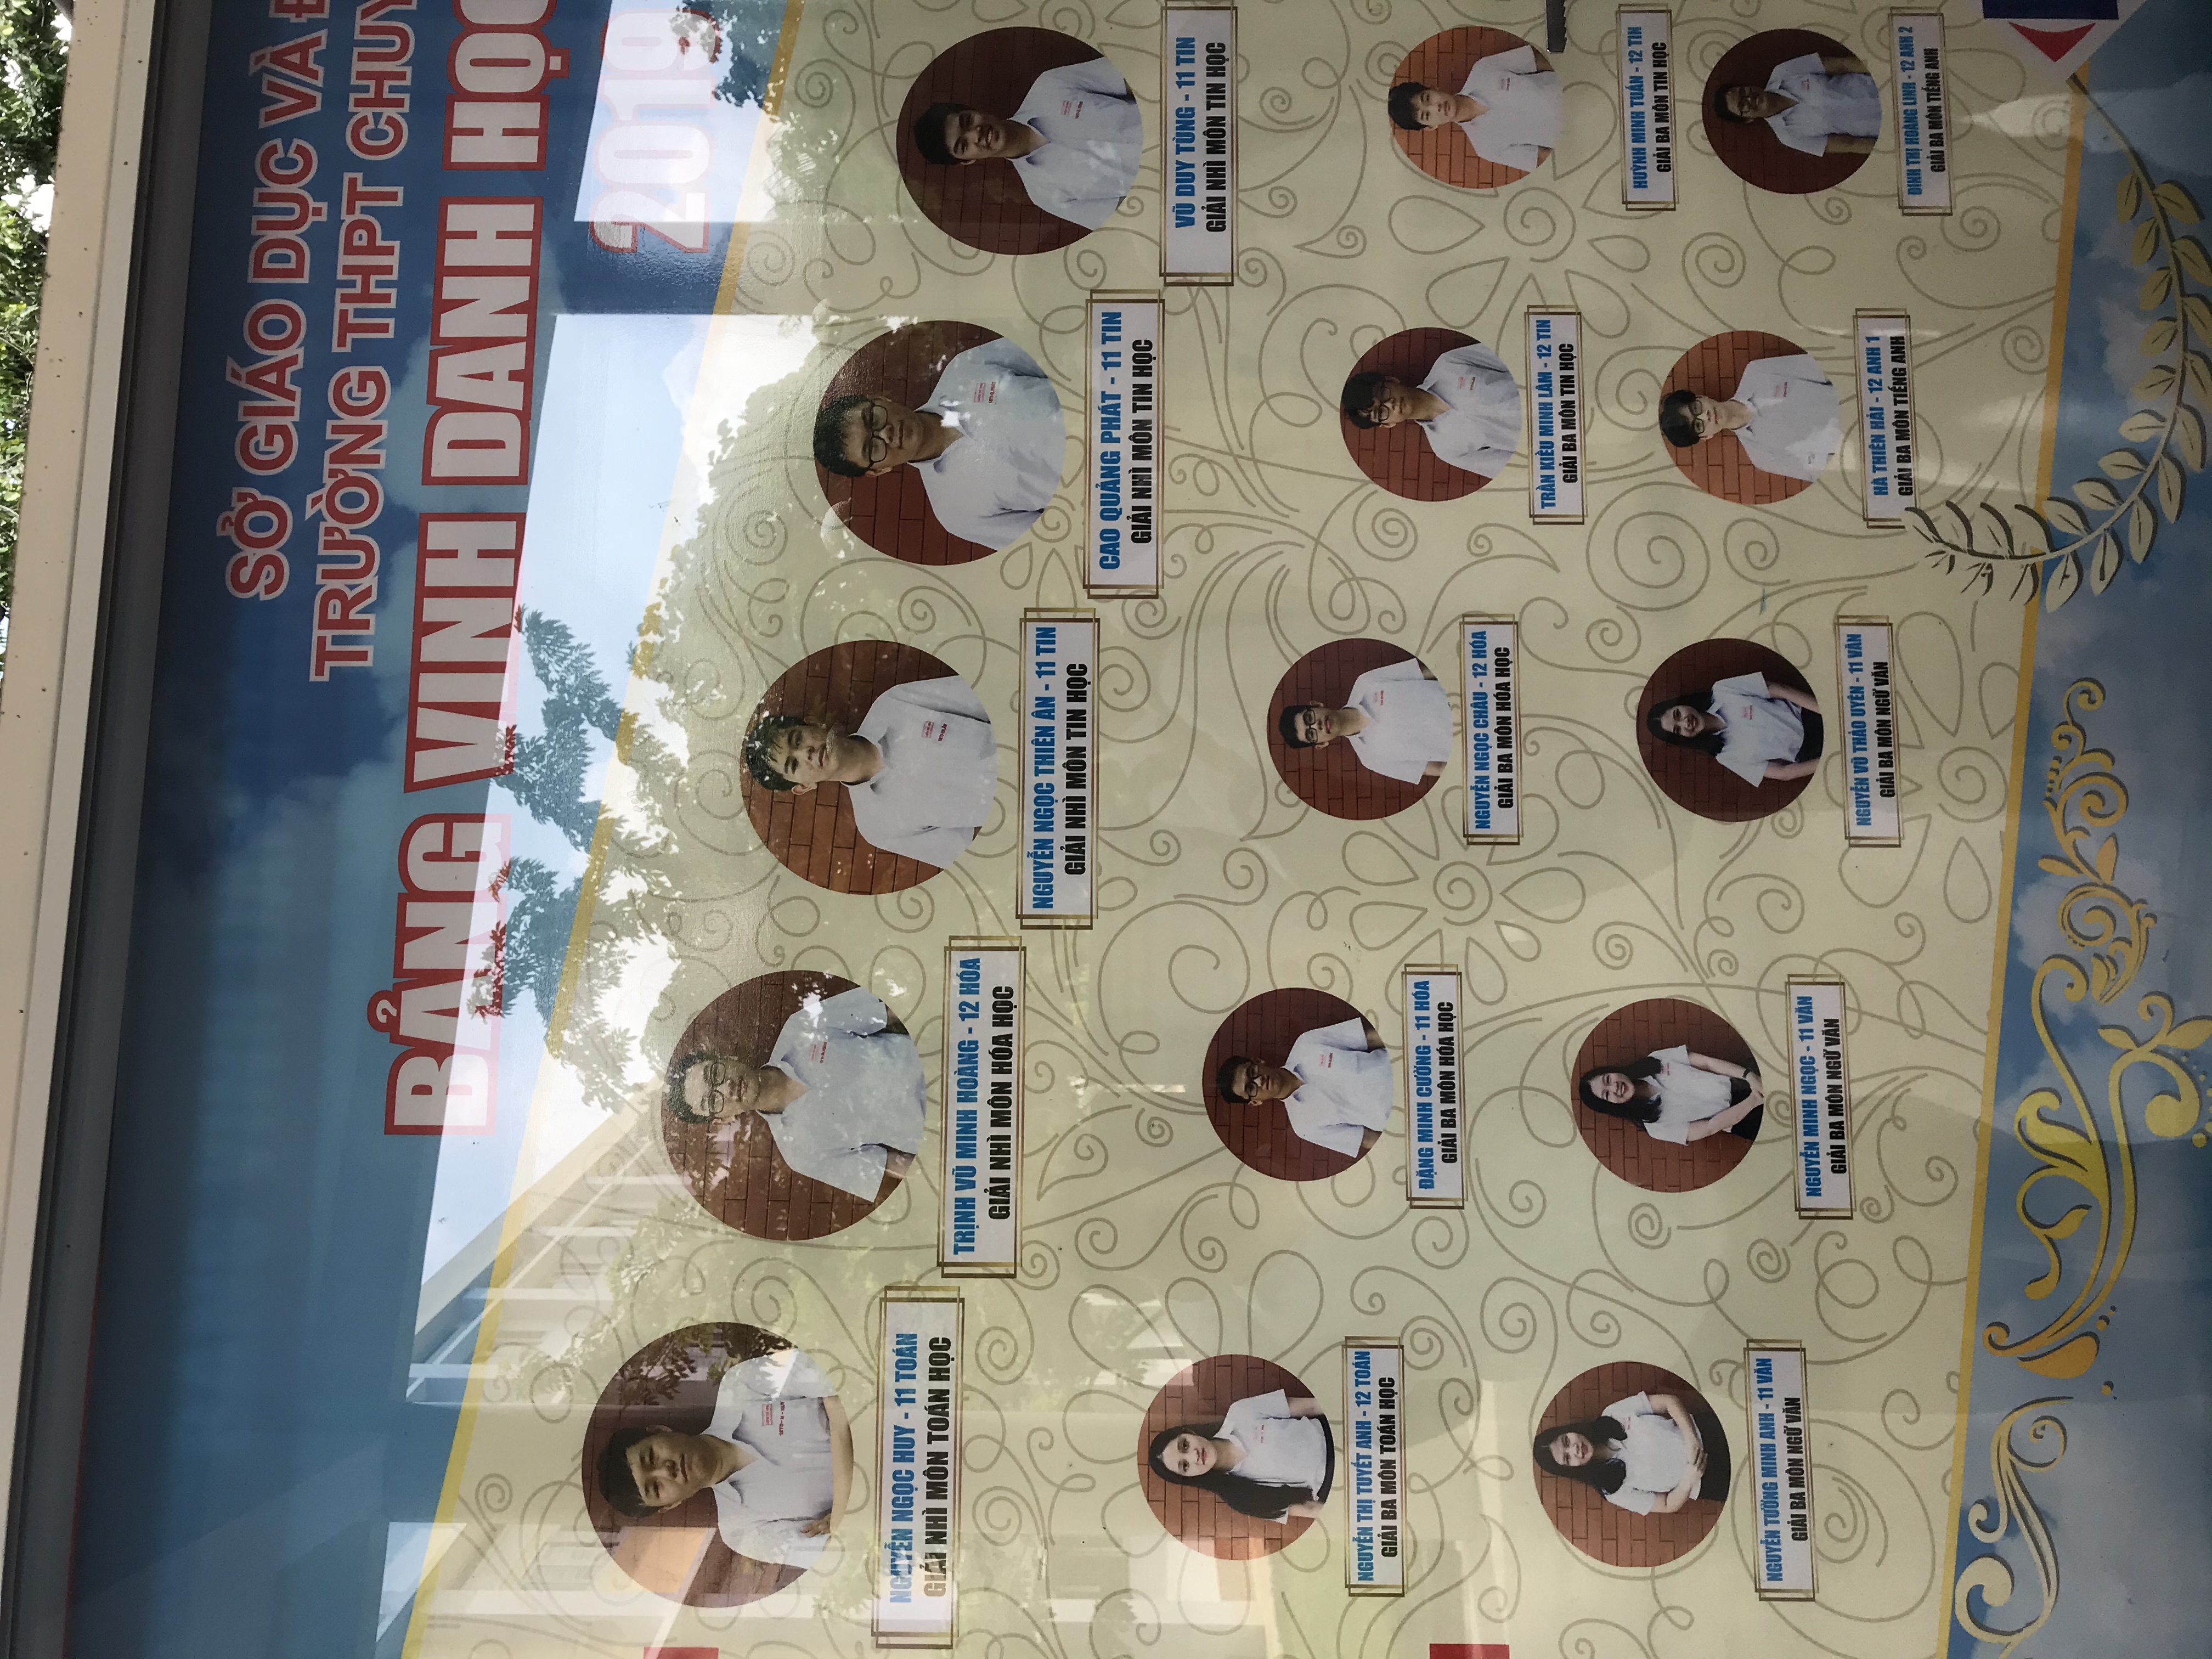 SỞ GIÁO DỤC VÀ
TRƯỜNG THPT CHUY
BẢNG VINH DANH HỌC
2019
NGUYỄN NGỌC HUY - 11 TOÁN
GIẢI NHÌ MÔN TOÁN HỌC
TRỊNH VŨ MINH HOÀNG - 12 HÓA
GIẢI NHÌ MÔN HÓA HỌC
NGUYỄN NGỌC THIÊN ÂN - 11 TIN
GIẢI NHÌ MÔN TIN HỌC
CAO QUẢNG PHÁT - 11 TIN
GIẢI NHÌ MÔN TIN HỌC
VŨ DUY TÙNG - 11 TIN
GIẢI NHÌ MÔN TIN HỌC
NGUYỄN THỊ TUYẾT ANH - 12 TOÁN
GIẢI BA MÔN TOÁN HỌC
ĐẶNG MINH CƯỜNG - 11 HÓA
GIẢI BA MÔN HÓA HỌC
NGUYỄN NGỌC CHÂU - 12 HÓA
GIẢI BA MÔN HÓA HỌC
TRẦN KIỀU MINH LÂM - 12 TIN
GIẢI BA MÔN TIN HỌC
HUỲNH MINH TUẤN - 12 TIN
GIẢI BA MÔN TIN HỌC
NGUYỄN TƯỜNG MINH ANH - 11 VĂN
GIẢI BA MÔN NGỮ VĂN
NGUYỄN MINH NGỌC - 11 VĂN
GIẢI BA MÔN NGỮ VĂN
NGUYỄN VŨ THẢO UYÊN - 11 VĂN
GIẢI BA MÔN NGỮ VĂN
HÀ THIÊN HẢI - 12 ANH 1
GIẢI BA MÔN TIẾNG ANH
ĐINH THỊ HOÀNG LINH - 12 ANH 2
GIẢI BA MÔN TIẾNG ANH